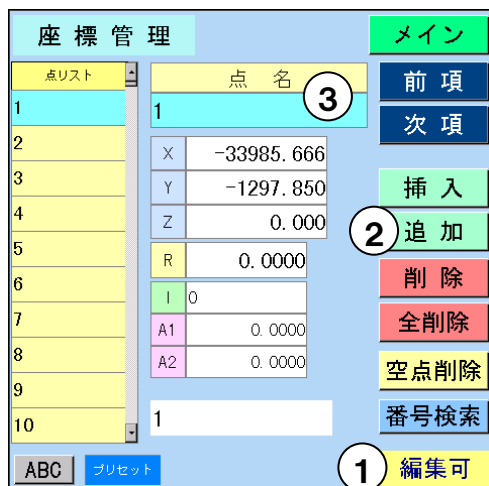 座標管理
メイン
点リスト
1
2
3
4
5
6
7
8
9
10
点名
③
1
X -33985.666
Y -1297.850
Z 0.000
R 0.0000
I 0
A1 0.0000
A2 0.0000
1
前項
次項
挿入
② 追加
削除
全削除
空点削除
番号検索
ABC
プリセット
① 編集可